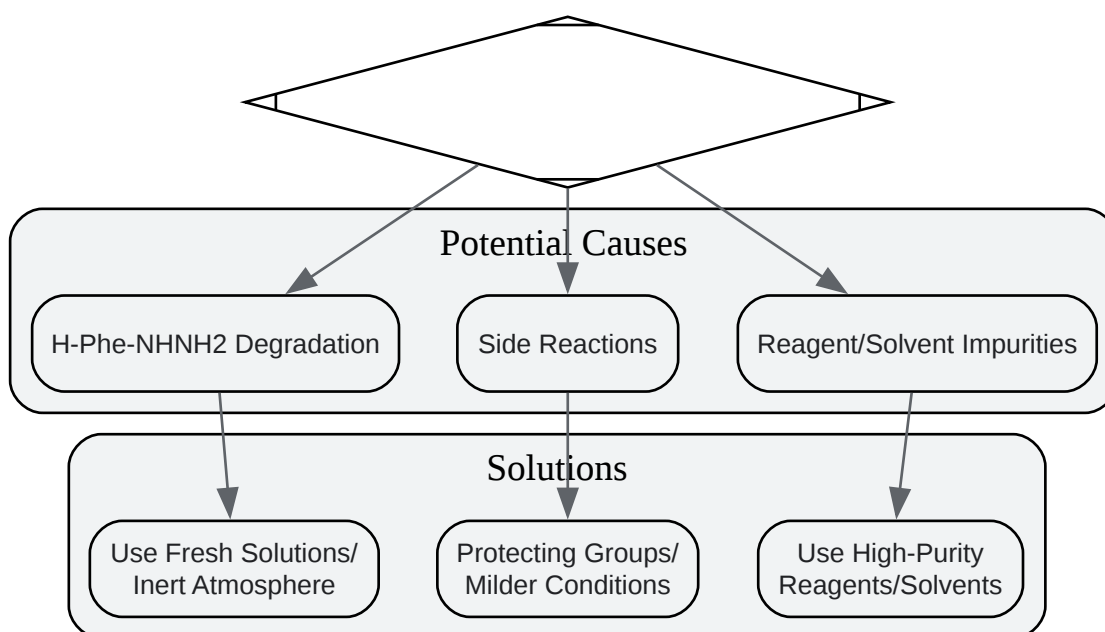 Potential Causes
H-Phe-NHNH2 Degradation
Side Reactions
Reagent/Solvent Impurities
Solutions
Use Fresh Solutions/
Inert Atmosphere
Protecting Groups/
Milder Conditions
Use High-Purity
Reagents/Solvents